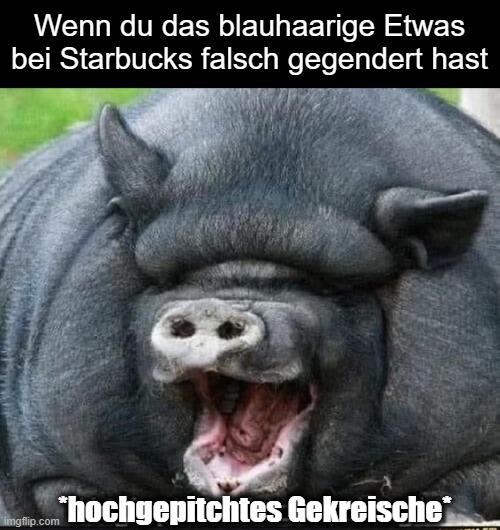 Wenn du das blauhaarige Etwas
bei Starbucks falsch gegendert hast
*hochgepitchtes Gekreische*
imgflip.com